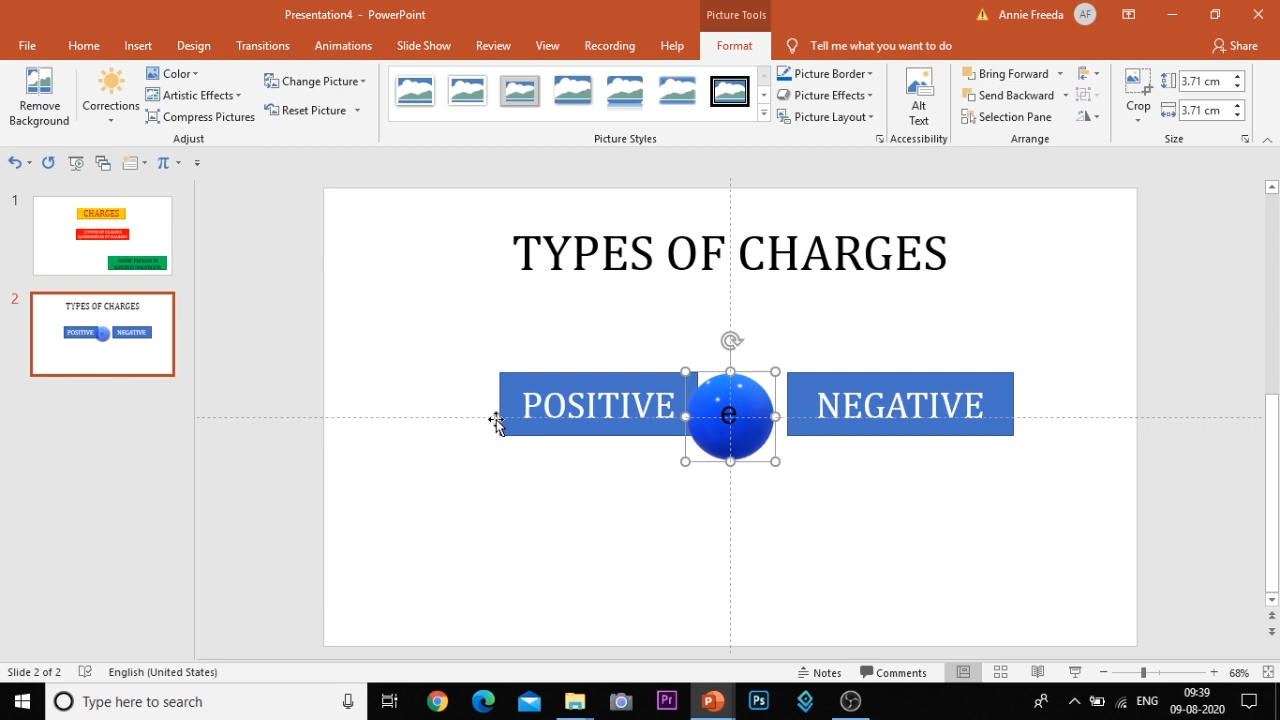 Presentation4 - PowerPoint
Picture Tools
Annie Freeda
AF
File
Home
Insert
Design
Transitions
Animations
Slide Show
Review
View
Recording
Help
Format
Tell me what you want to do
Share
Remove Background
Corrections
Color
Artistic Effects
Compress Pictures
Change Picture
Reset Picture
Adjust
Picture Styles
Picture Border
Picture Effects
Picture Layout
Alt Text
Accessibility
Bring Forward
Send Backward
Selection Pane
Arrange
Crop
3.71 cm
3.71 cm
Size
1
CHARGES
2
TYPES OF CHARGES
POSITIVE
NEGATIVE
TYPES OF CHARGES
POSITIVE
e
NEGATIVE
Slide 2 of 2
English (United States)
Notes
Comments
68%
Type here to search
Pr
P
Ps
ENG
09:39
09-08-2020